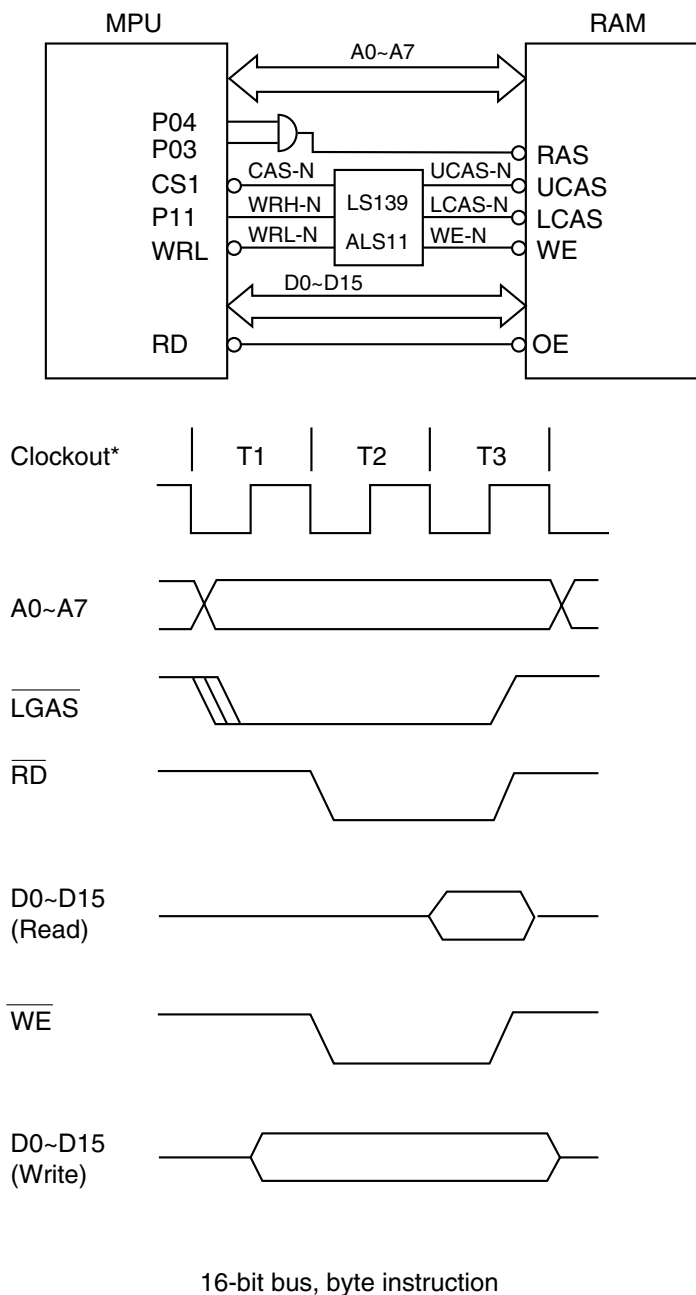 MPU RAM
A0~A7
P04
P03 RAS
CS1 CAS-N LS139 UCAS-N UCAS
P11 WRH-N LCAS-N LCAS
WRL WRL-N ALS11 WE-N WE
D0~D15
RD OE
Clockout* T1 T2 T3
A0~A7
LGAS
RD
D0~D15
(Read)
WE
D0~D15
(Write)
16-bit bus, byte instruction